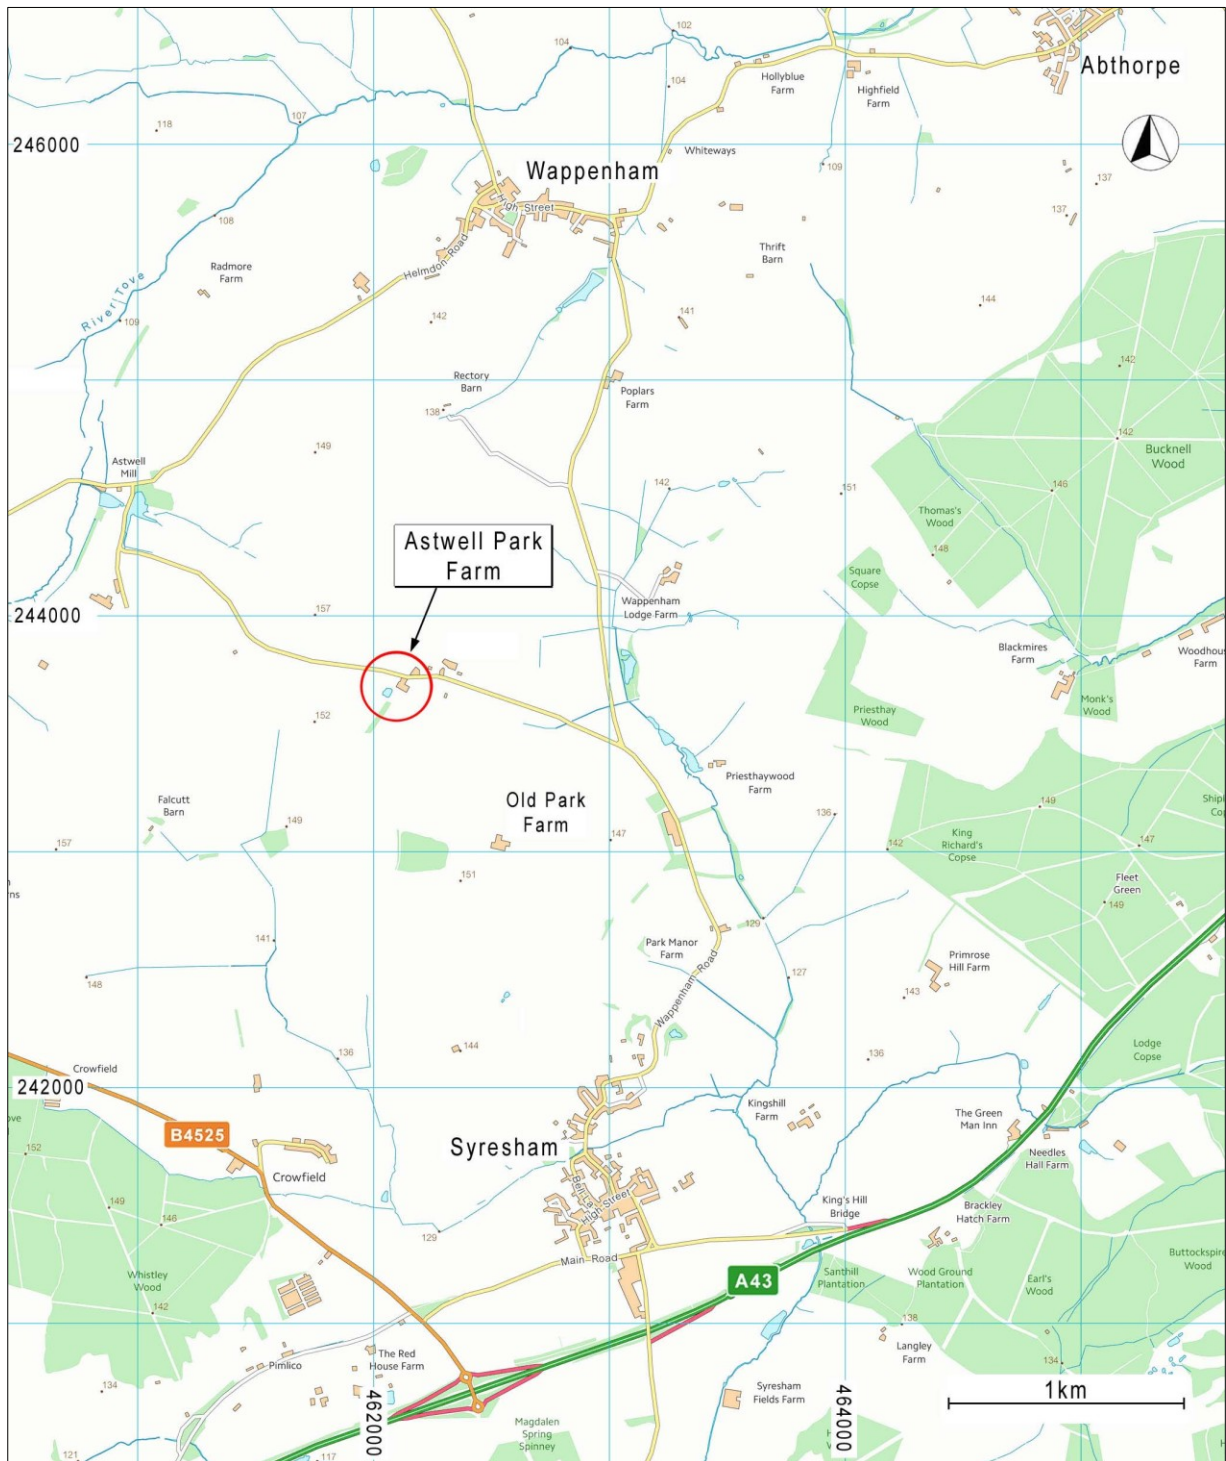 102
104
Abthorpe
Hollyblue
Farm
104
Highfield
Farm
107
118
246000
Whiteways
109
Wappenham
137
137
High Street
108
Helmdon Road
Thrift
Barn
Radmore
Farm
River Tove
109
142
141
144
142
Rectory
Barn
138
Poplars
Farm
142
Bucknell
Wood
149
Astwell
Mill
142
151
146
Thomas's
Wood
148
Astwell Park
Farm
Square
Copse
157
Wappenham
Lodge Farm
244000
Blackmires
Farm
Woodhou
Farm
Monk's
Wood
152
Priesthay
Wood
Priesthaywood
Farm
Old Park
Farm
Falcutt
Barn
149
157
147
136
142
149
King
Richard's
Copse
147
Ship
Co
151
Fleet
Green
149
ns
129
141
148
Park Manor
Farm
Wappenham Road
127
Primrose
Hill Farm
143
144
136
136
Lodge
Copse
Crowfield
242000
Kingshill
Farm
The Green
Man Inn
Needles
Hall Farm
ove
B4525
152
Syresham
Crowfield
High Street
149
146
129
King's Hill
Bridge
Brackley
Hatch Farm
Main Road
Whistley
Wood
142
A43
Santhill
Plantation
Wood Ground
Plantation
Earl's
Wood
Buttockspire
Wood
138
Langley
Farm
134
Pimlico
The Red
House Farm
134
462000
Syresham
Fields Farm
464000
1km
Magdalen
Spring
Spinney
121
117